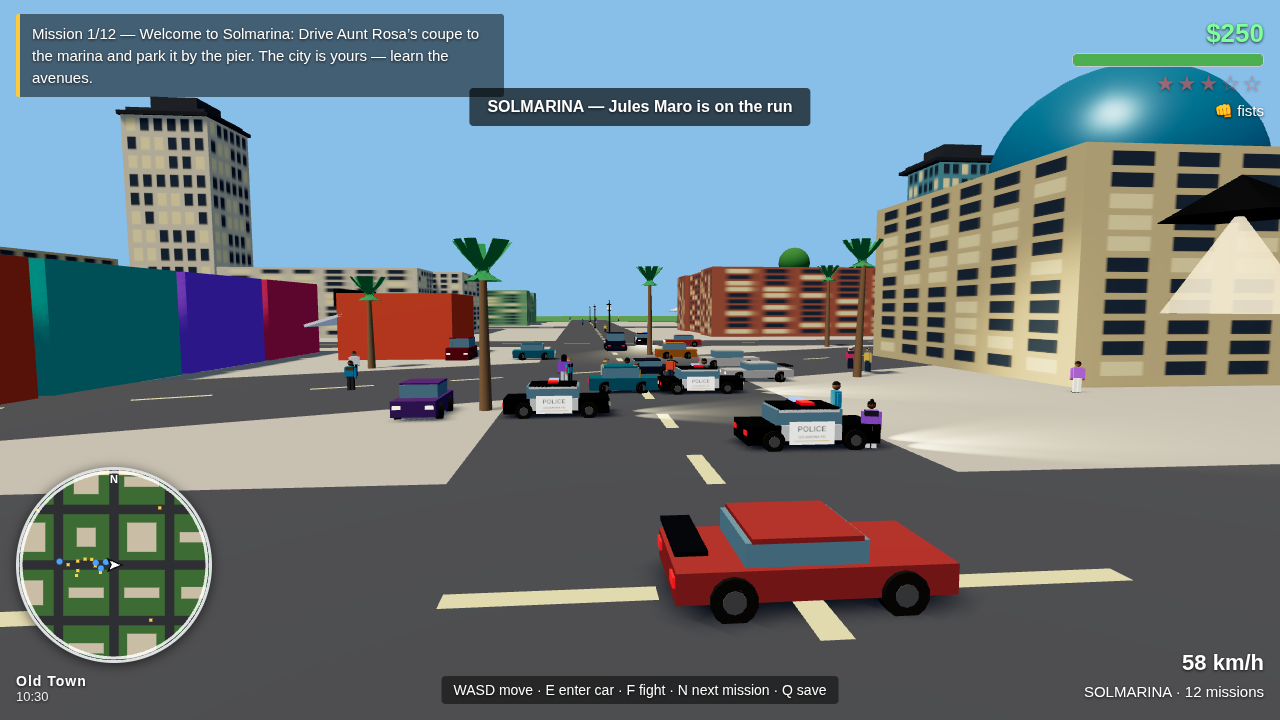 Mission 1/12 — Welcome to Solmarina: Drive Aunt Rosa's coupe to
the marina and park it by the pier. The city is yours — learn the
avenues.
$250
SOLMARINA — Jules Maro is on the run
👊 fists
POLICE
POLICE
POLICE
N
Old Town
10:30
WASD move · E enter car · F fight · N next mission · Q save
58 km/h
SOLMARINA · 12 missions